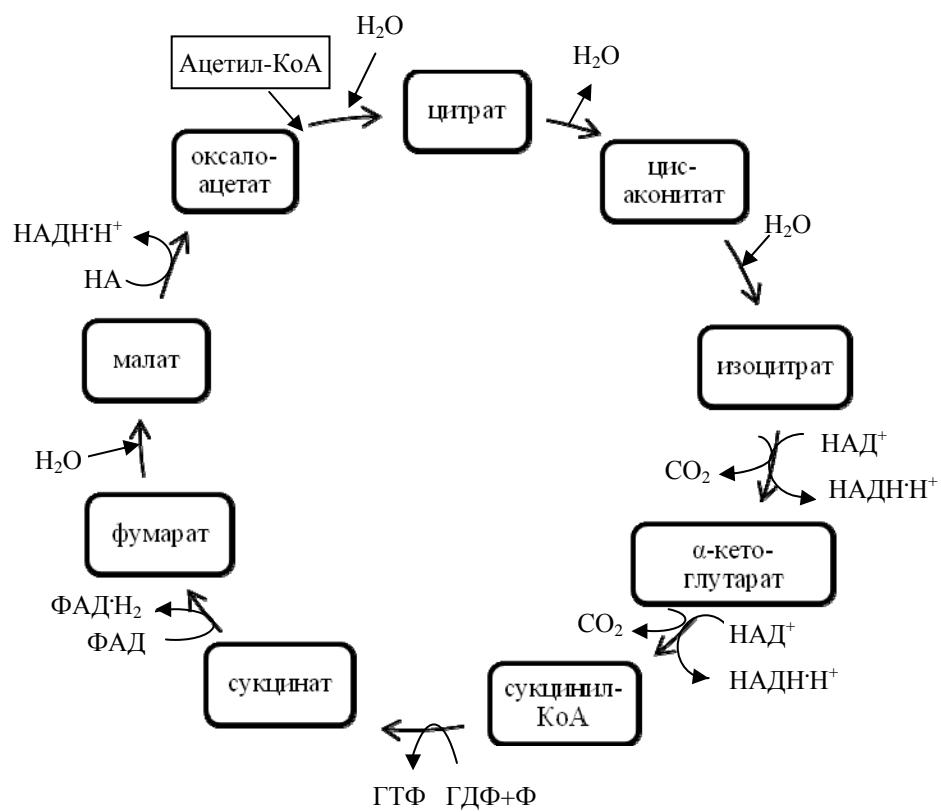 H₂O
Ацетил-КоА
H₂O
цитрат
оксало-
ацетат
цис-
аконитат
НАДН·Н⁺
НА
H₂O
малат
изоцитрат
H₂O
НАД⁺
CO₂
НАДН·Н⁺
фумарат
α-кето-
глутарат
ФАД·Н₂
ФАД
CO₂
НАД⁺
НАДН·Н⁺
сукцинат
сукцинил-
КоА
ГТФ ГДФ+Ф